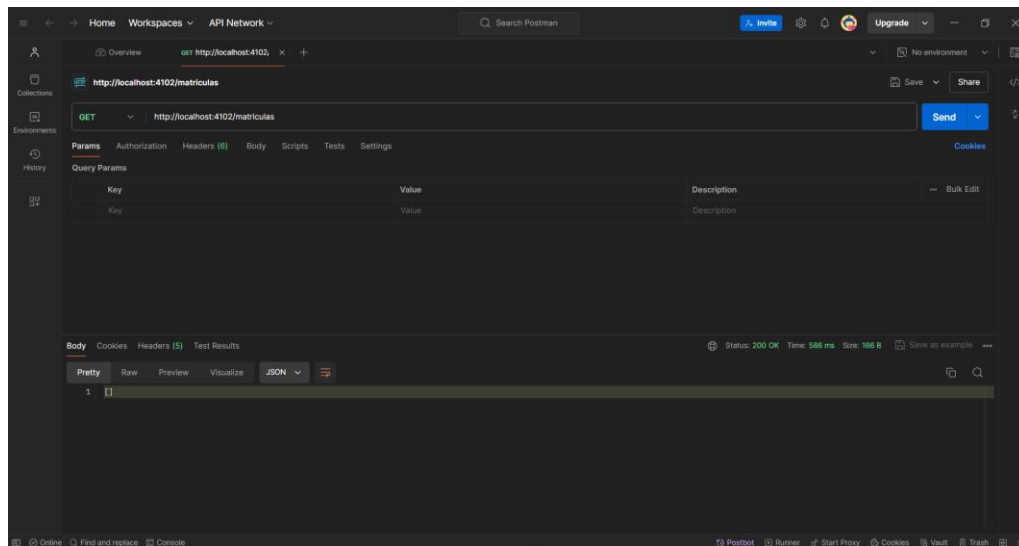 Home Workspaces API Network Search Postman Invite Upgrade
Overview GET http://localhost:4102, No environment
http://localhost:4102/matriculas Save Share
Collections
GET http://localhost:4102/matriculas Send
Environments
Params Authorization Headers (6) Body Scripts Tests Settings Cookies
History
Query Params
Key Value Description Bulk Edit
Key Value Description
Body Cookies Headers (5) Test Results Status: 200 OK Time: 586 ms Size: 166 B Save as example
Pretty Raw Preview Visualize JSON
1 []
Online Find and replace Console Postbot Runner Start Proxy Cookies Vault Trash